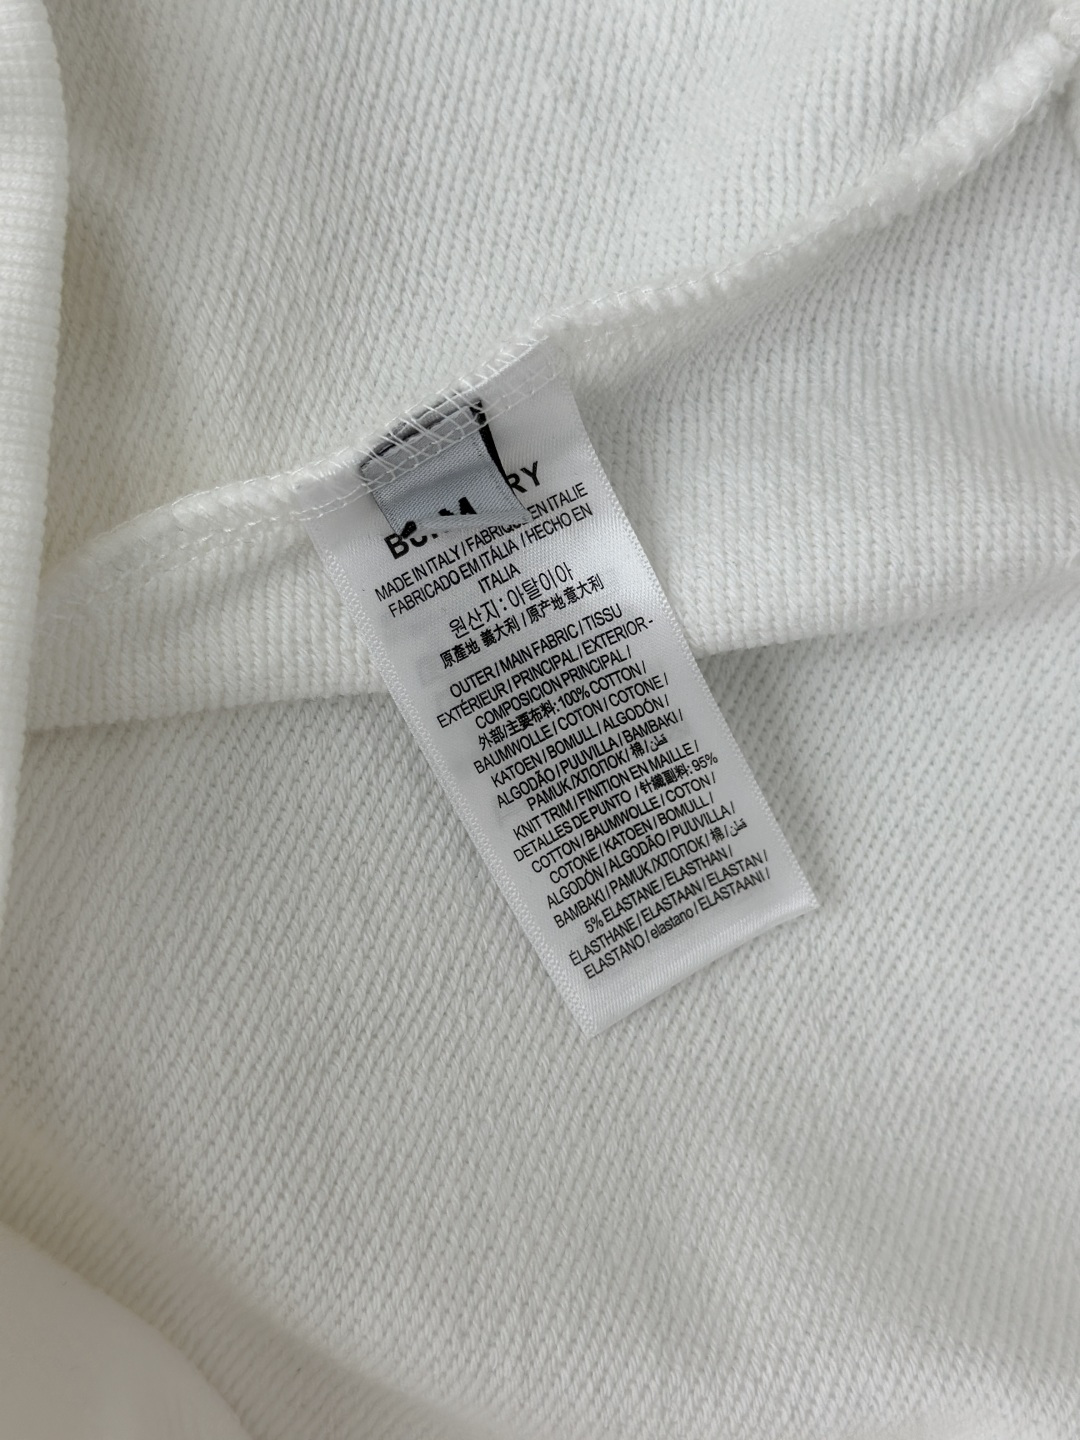 RY
MADE IN ITALY / FABRIQUÉ EN ITALIE
FABRICADO EM ITÁLIA / HECHO EN
ITALIA
원산지 : 이탈이아
原產地 義大利 / 原产地 意大利
OUTER / MAIN FABRIC / TISSU
EXTÉRIEUR / PRINCIPAL / EXTERIOR -
COMPOSICION PRINCIPAL /
外部/主要布料: 100% COTTON /
BAUMWOLLE / COTON / COTONE /
KATOEN / BOMULL / ALGODÓN /
ALGODÃO / PUUVILLA / BAMBAKI /
PAMUK / ХЛОПОК / 棉 / قطن
KNIT TRIM / FINITION EN MAILLE /
DETALLES DE PUNTO / 针織副料: 95%
COTTON / BAUMWOLLE / COTON /
COTONE / KATOEN / BOMULL /
ALGODÓN / ALGODÃO / PUUVILLA /
BAMBAKI / PAMUK / ХЛОПОК / 棉 / قطن
5% ELASTANE / ELASTHAN /
ÉLASTHANE / ELASTAAN / ELASTAN /
ELASTANO / elastano / ELASTAANI /